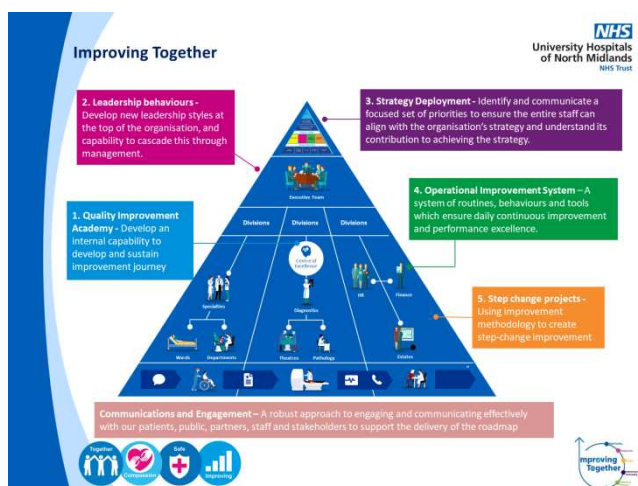 Improving Together
NHS
University Hospitals
of North Midlands
NHS Trust
2. Leadership behaviours -
Develop new leadership styles at
the top of the organisation, and
capability to cascade this through
management.
3. Strategy Deployment - Identify and communicate a
focused set of priorities to ensure the entire staff can
align with the organisation's strategy and understand its
contribution to achieving the strategy.
Executive Team
1. Quality Improvement
Academy - Develop an
internal capability to
develop and sustain
improvement journey
4. Operational Improvement System – A
system of routines, behaviours and tools
which ensure daily continuous improvement
and performance excellence.
Divisions Divisions Divisions
Centre of
Excellence
Specialties
Diagnostics
HR
Finance
5. Step change projects -
Using improvement
methodology to create
step-change improvement
Wards Departments Theatres Pathology Estates
Communications and Engagement – A robust approach to engaging and communicating effectively
with our patients, public, partners, staff and stakeholders to support the delivery of the roadmap
Together
Compassion
Safe
Improving
mproving
Together